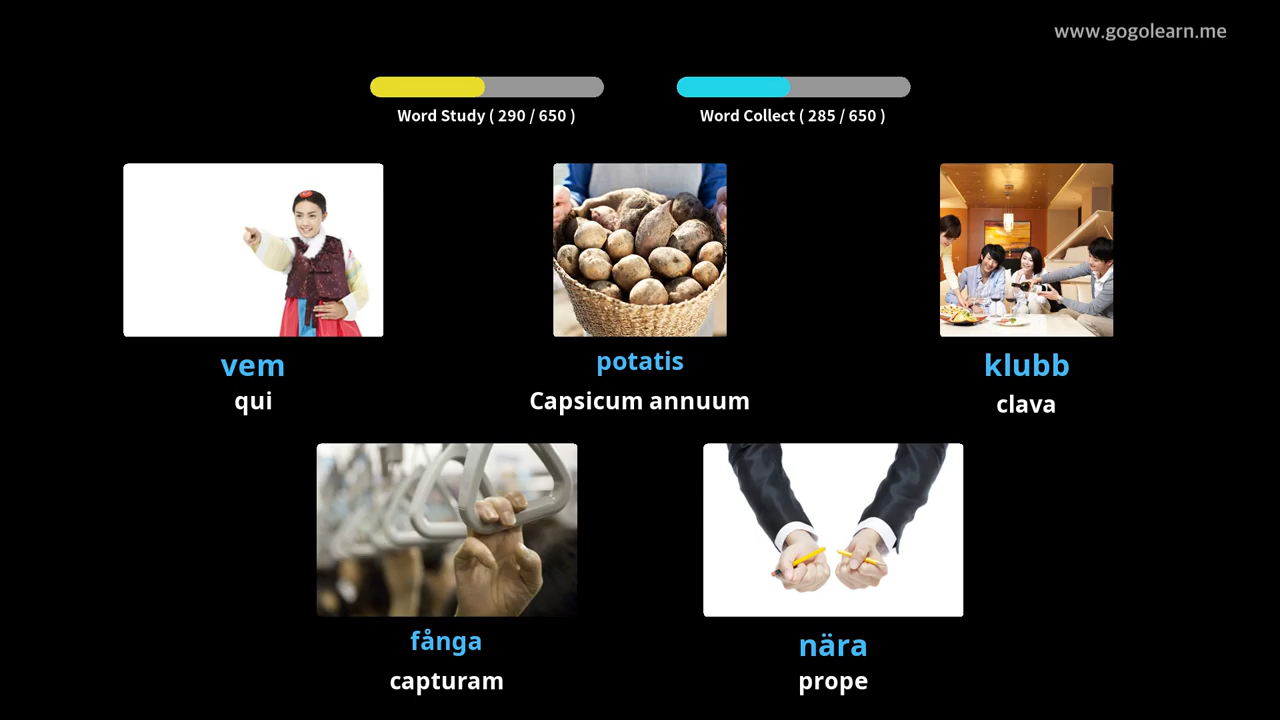 www.gogolearn.me
Word Study ( 290 / 650 )
Word Collect ( 285 / 650 )
vem
qui
potatis
Capsicum annuum
klubb
clava
fånga
capturam
nära
prope